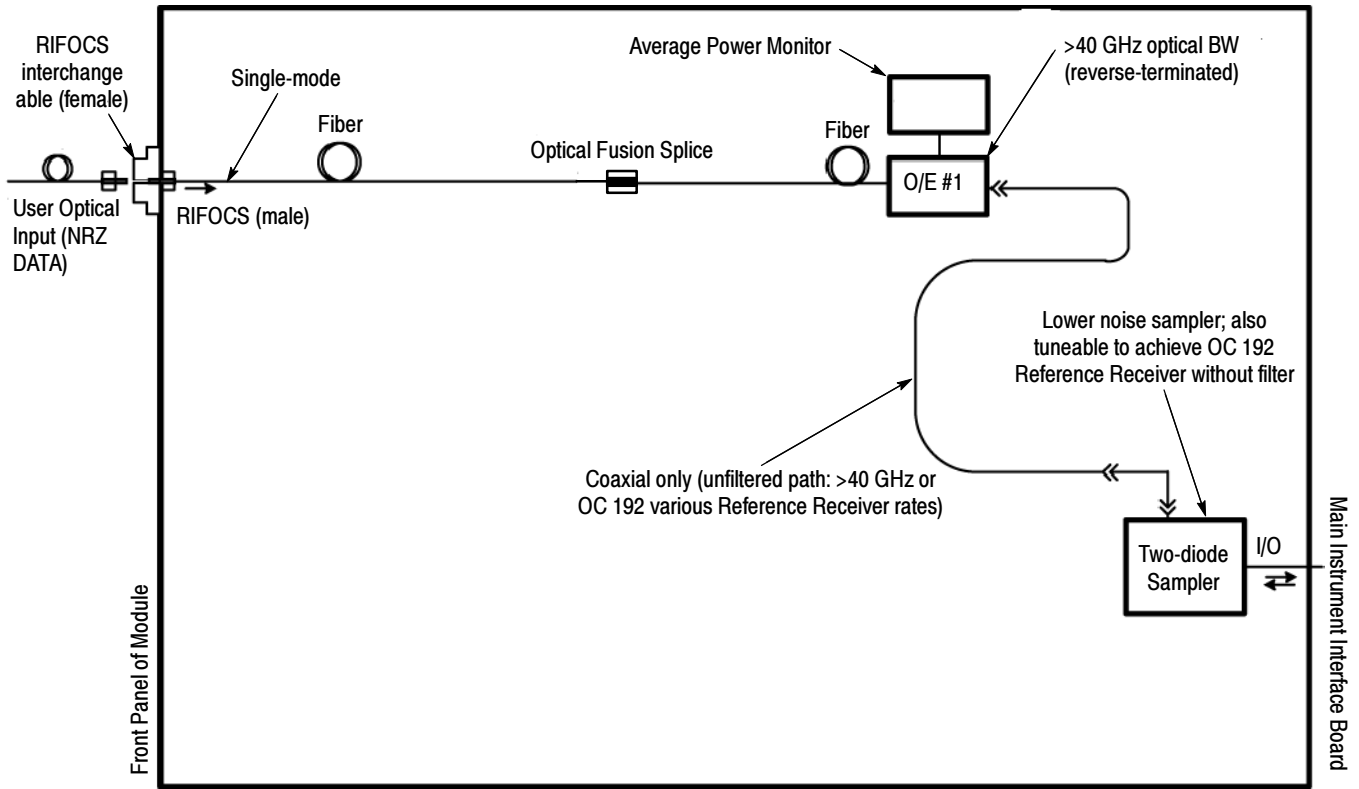 RIFOCS
interchange
able (female)
Single-mode
Fiber
Optical Fusion Splice
Average Power Monitor
>40 GHz optical BW
(reverse-terminated)
Fiber
O/E #1
User Optical
Input (NRZ
DATA)
RIFOCS (male)
Lower noise sampler; also
tuneable to achieve OC 192
Reference Receiver without filter
Coaxial only (unfiltered path: >40 GHz or
OC 192 various Reference Receiver rates)
Two-diode
Sampler
I/O
Front Panel of Module
Main Instrument Interface Board